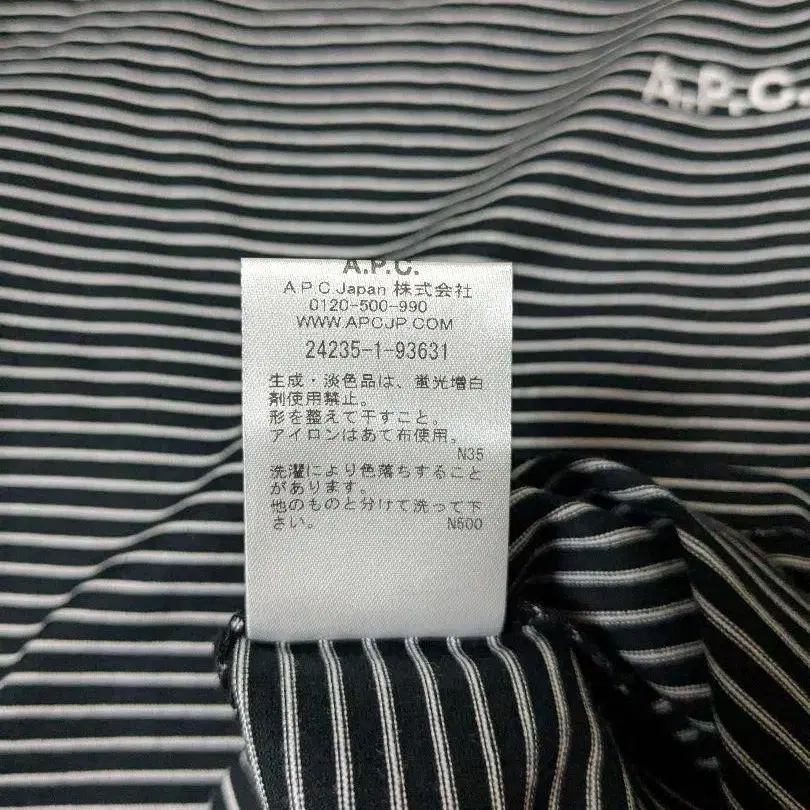 A.P.C.
A.P.C.
A P C Japan 株式会社
0120-500-990
WWW.APCJP.COM
24235-1-93631
生成・淡色品は、蛍光増白
剤使用禁止。
形を整えて干すこと。
アイロンはあて布使用。
N35
洗濯により色落ちすること
があります。
他のものと分けて洗って下
さい。 N500